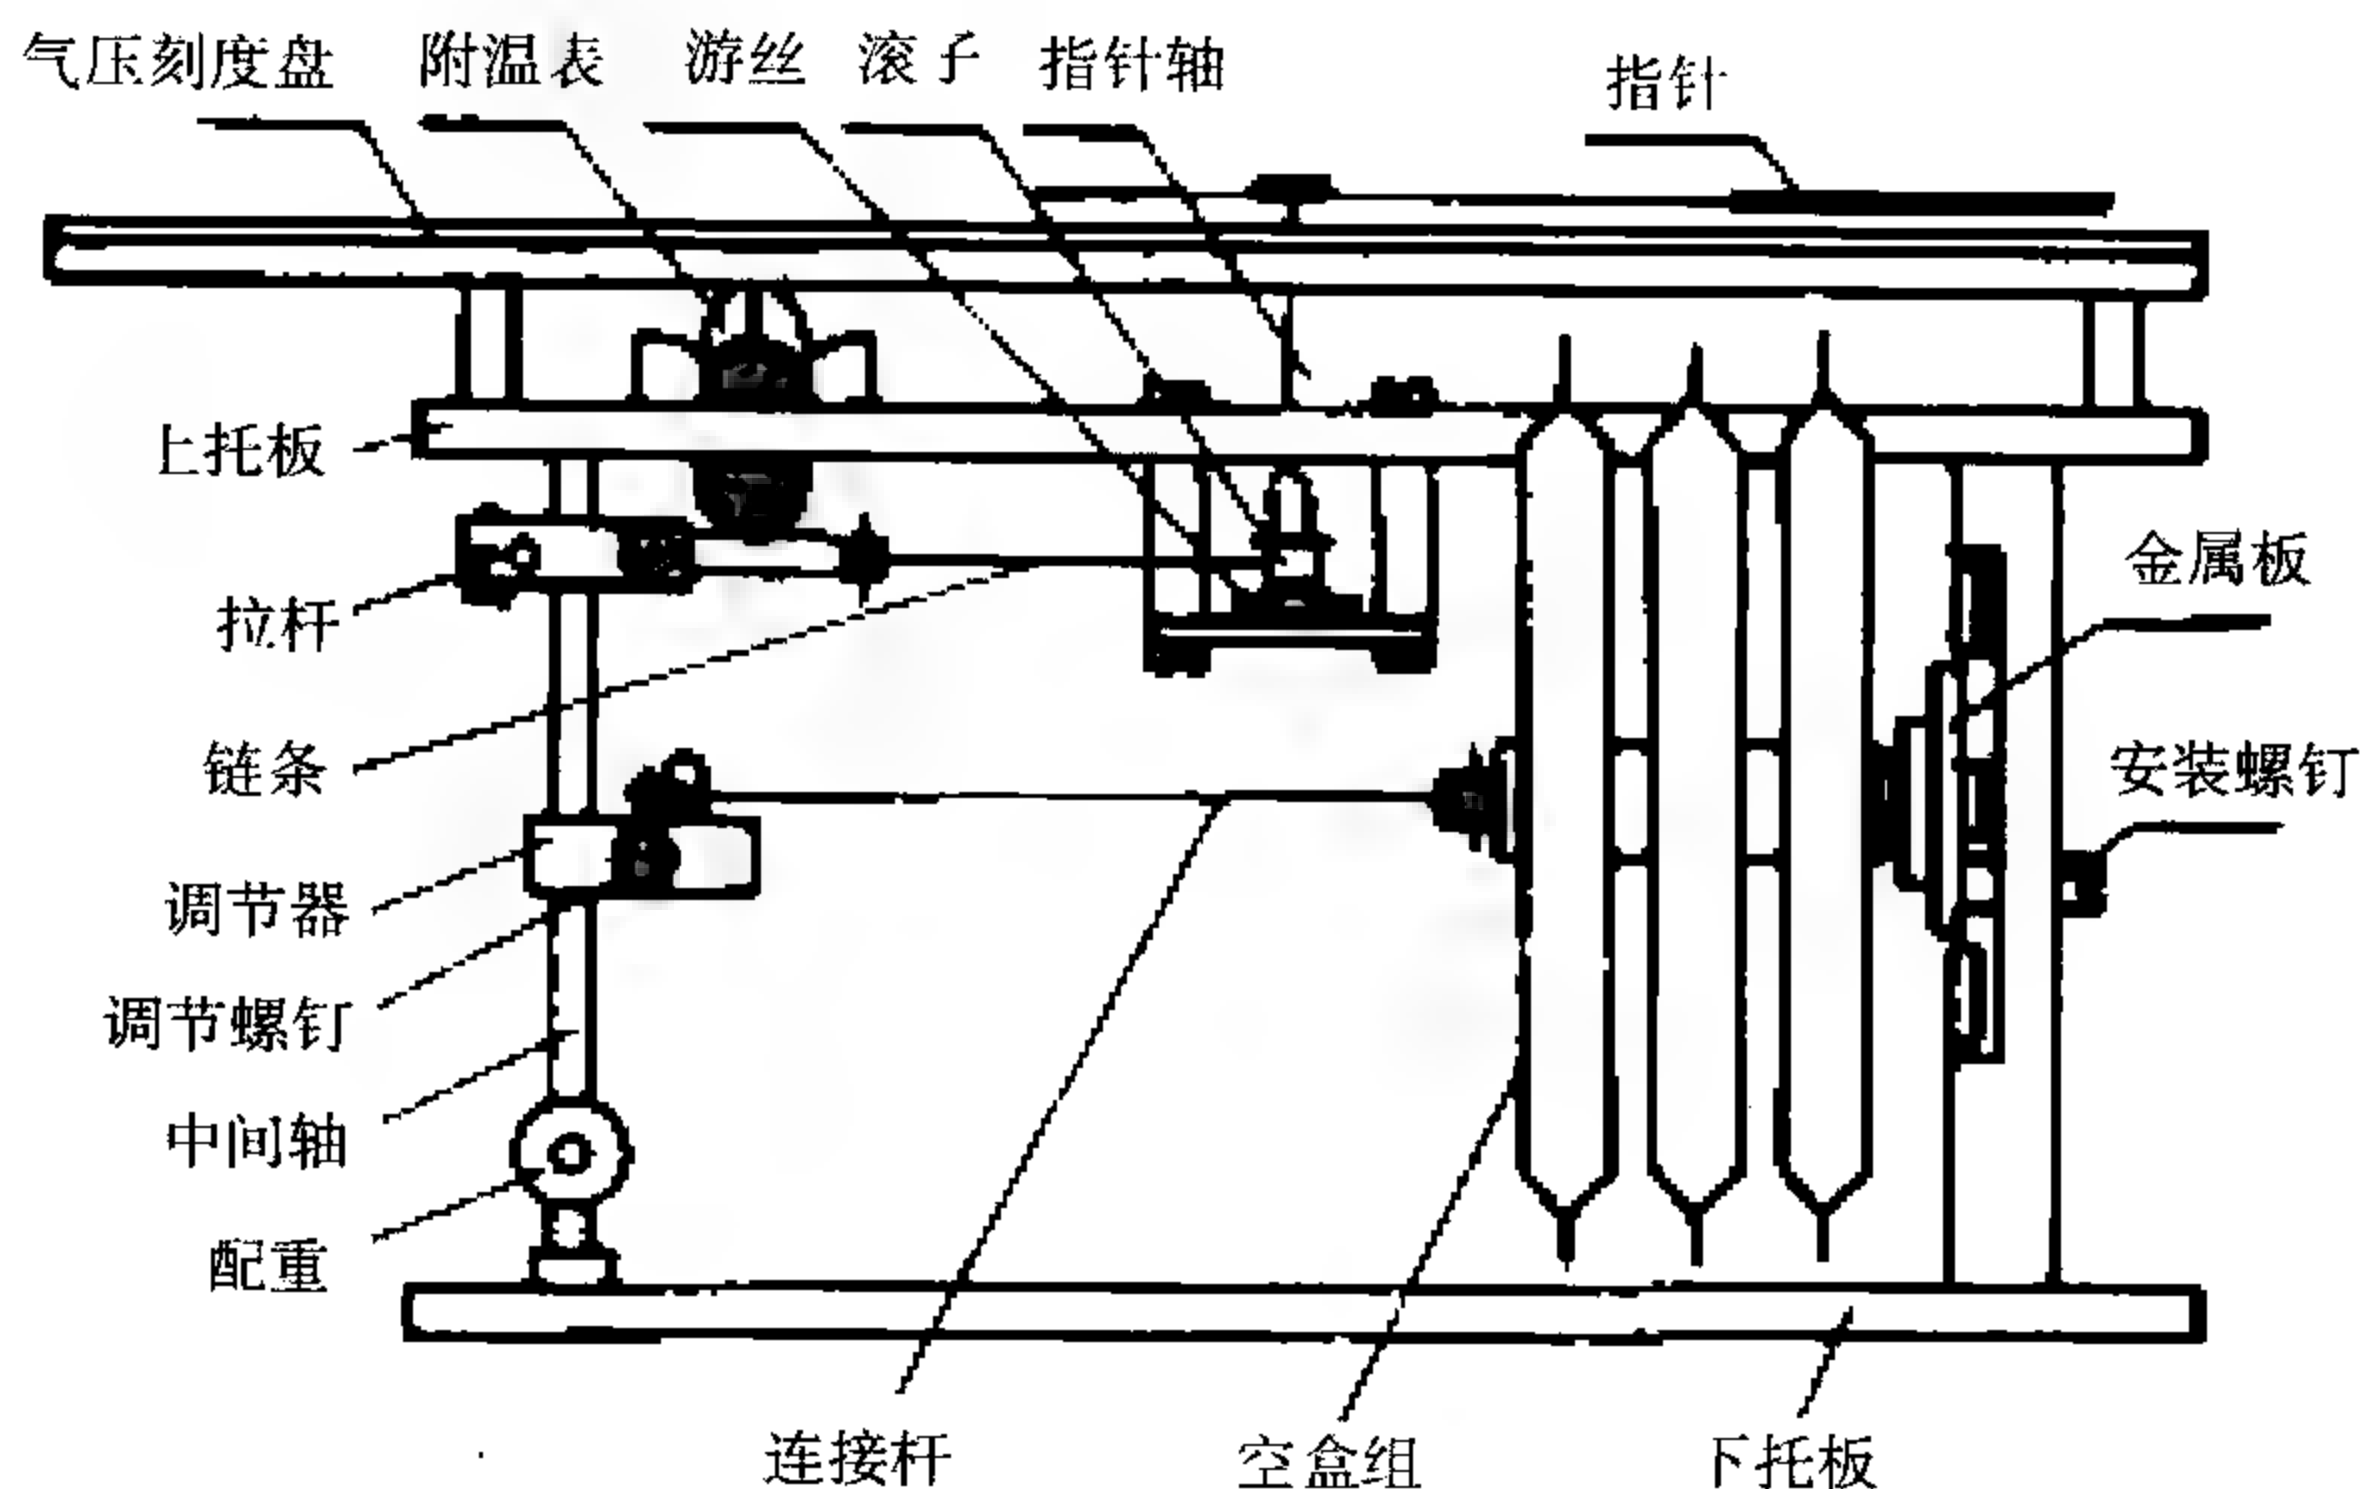 气压刻度盘
附温表
游丝
滚子
指针轴
指针
上托板
金属板
拉杆
链条
安装螺钉
调节器
调节螺钉
中间轴
配重
连接杆
空盒组
下托板